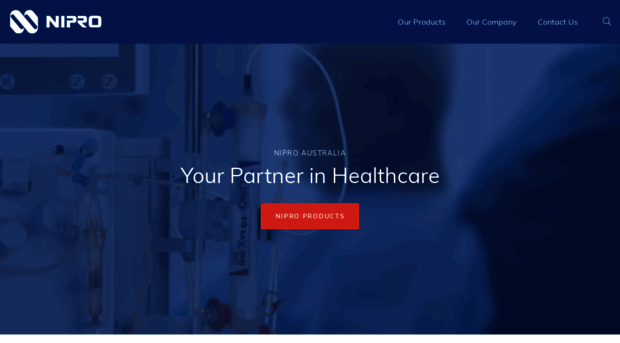 NIPRO
Our Products
Our Company
Contact Us
NIPRO AUSTRALIA
Your Partner in Healthcare
NIPRO PRODUCTS